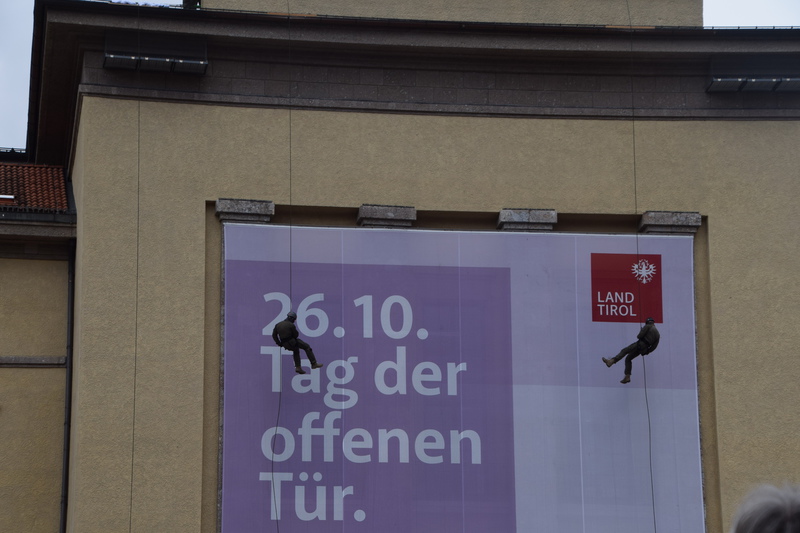 26.10.
Tag der
offenen
Tür.
LAND
TIROL